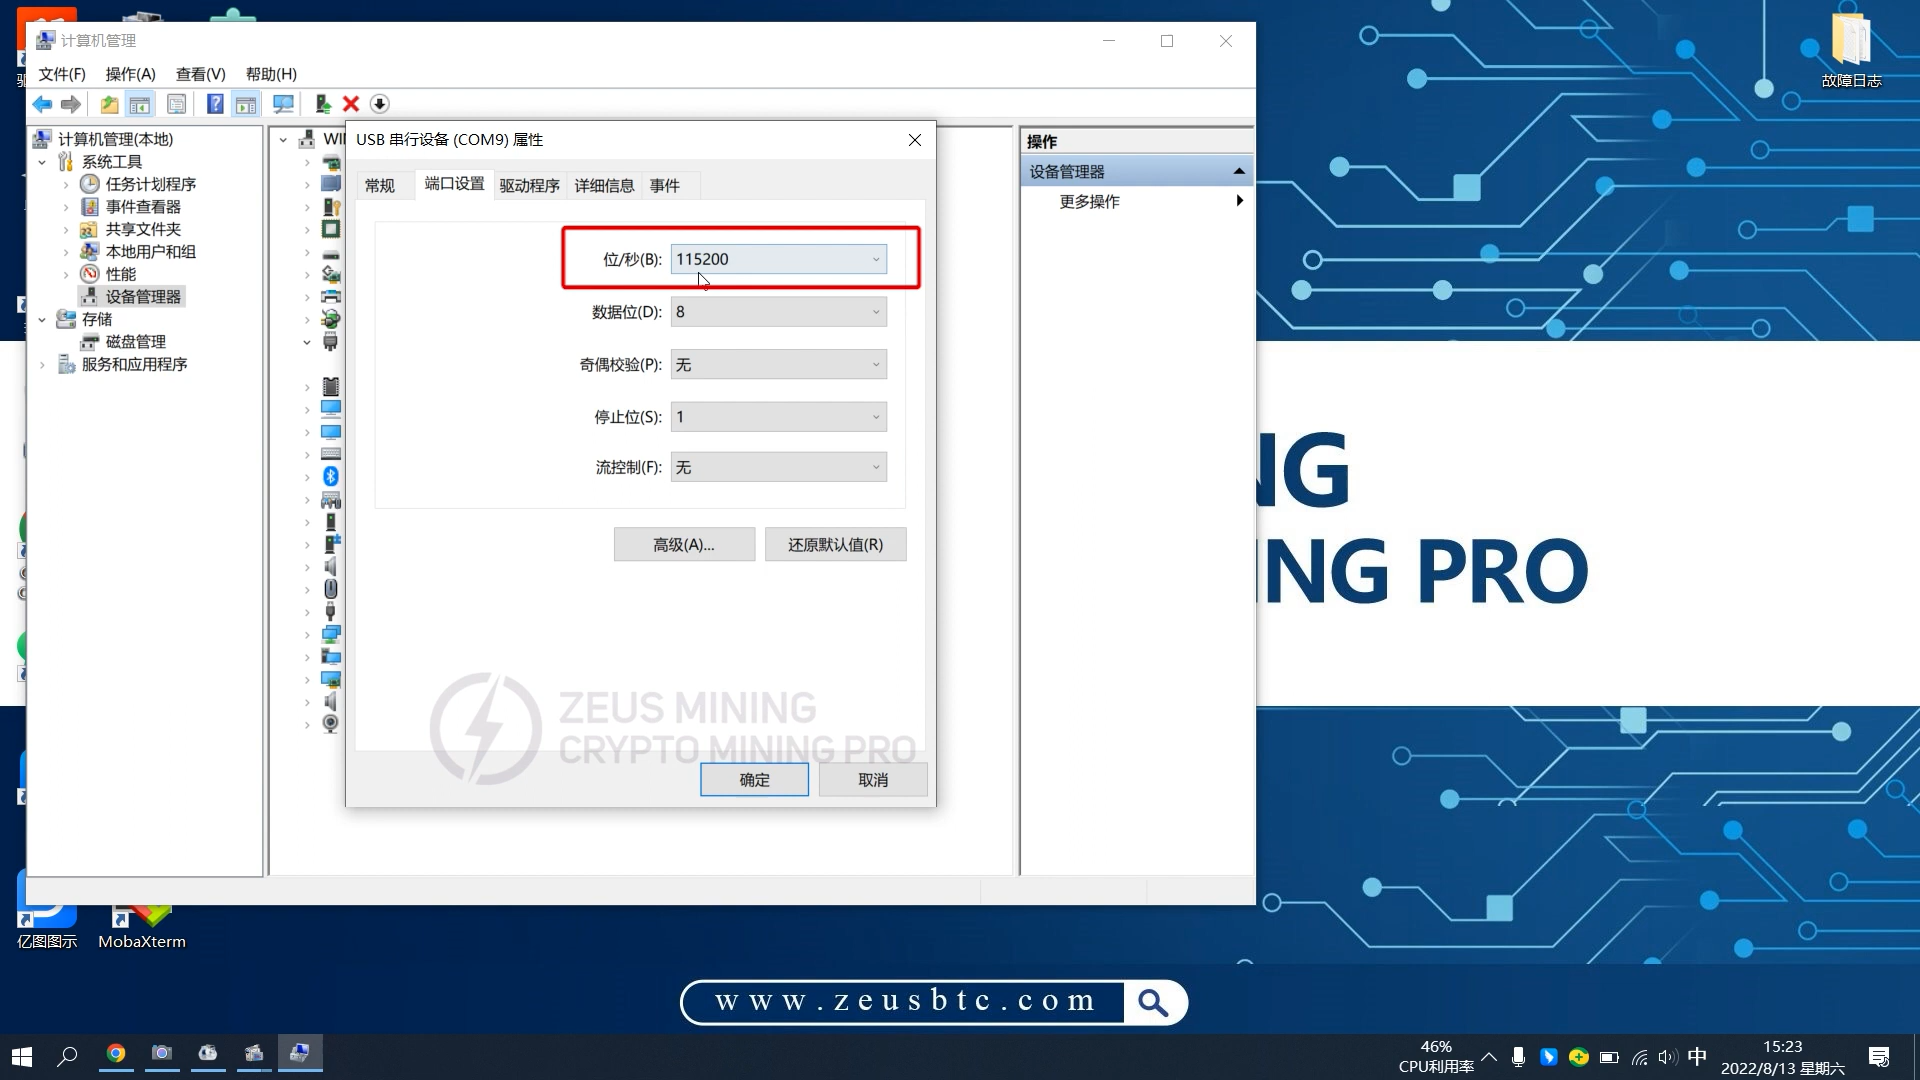 计算机管理
文件(F) 操作(A) 查看(V) 帮助(H)
计算机管理(本地)
系统工具
任务计划程序
事件查看器
共享文件夹
本地用户和组
性能
设备管理器
存储
磁盘管理
服务和应用程序
USB 串行设备 (COM9) 属性
常规 端口设置 驱动程序 详细信息 事件
位/秒(B): 115200
数据位(D): 8
奇偶校验(P): 无
停止位(S): 1
流控制(F): 无
高级(A)... 还原默认值(R)
ZEUS MINING
CRYPTO MINING PRO
确定 取消
操作
设备管理器
更多操作
故障日志
NG
ING PRO
亿图图示
MobaXterm
www.zeusbtc.com
46%
CPU利用率
中
15:23
2022/8/13 星期六